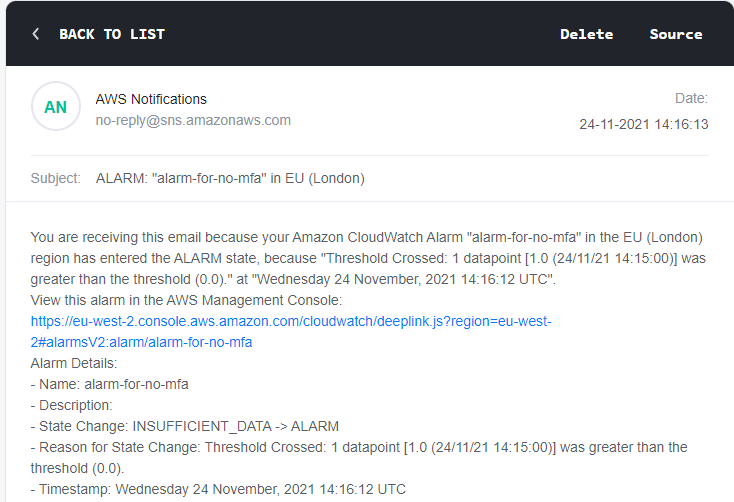 BACK TO LIST
Delete
Source
AN
AWS Notifications
no-reply@sns.amazonaws.com
Date:
24-11-2021 14:16:13
Subject: ALARM: "alarm-for-no-mfa" in EU (London)
You are receiving this email because your Amazon CloudWatch Alarm "alarm-for-no-mfa" in the EU (London)
region has entered the ALARM state, because "Threshold Crossed: 1 datapoint [1.0 (24/11/21 14:15:00)] was
greater than the threshold (0.0)." at "Wednesday 24 November, 2021 14:16:12 UTC".
View this alarm in the AWS Management Console:
https://eu-west-2.console.aws.amazon.com/cloudwatch/deeplink.js?region=eu-west-
2#alarmsV2:alarm/alarm-for-no-mfa
Alarm Details:
- Name: alarm-for-no-mfa
- Description:
- State Change: INSUFFICIENT_DATA -> ALARM
- Reason for State Change: Threshold Crossed: 1 datapoint [1.0 (24/11/21 14:15:00)] was greater than the
threshold (0.0).
- Timestamp: Wednesday 24 November, 2021 14:16:12 UTC